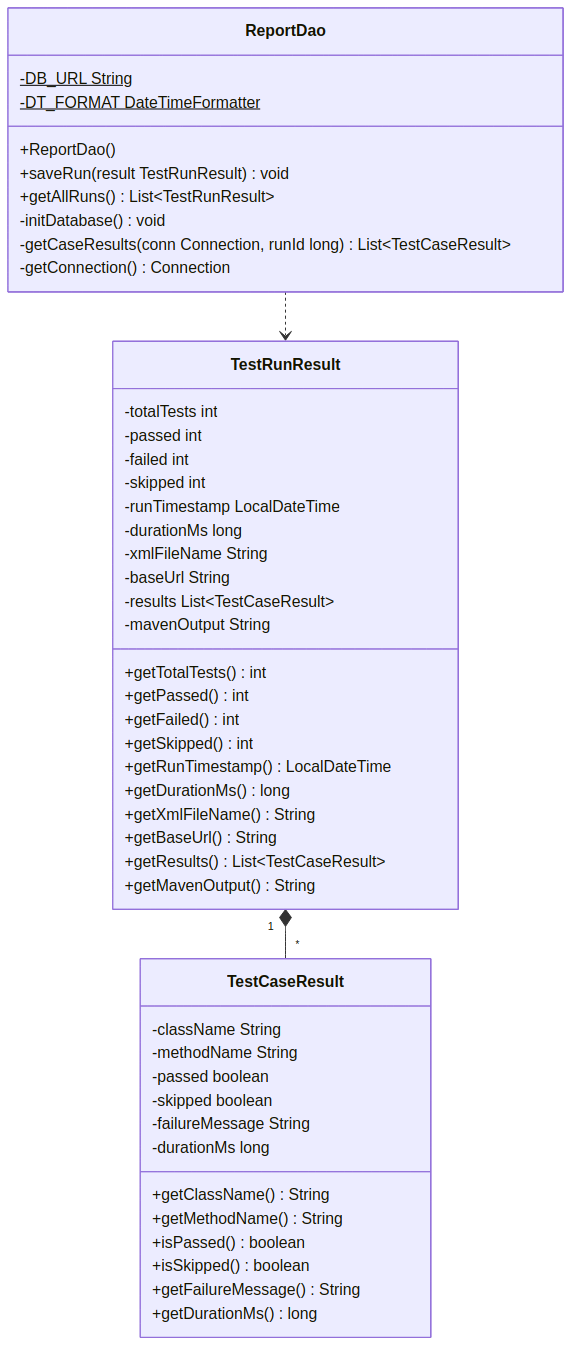 ReportDao
-DB_URL String
-DT_FORMAT DateTimeFormatter
+ReportDao()
+saveRun(result TestRunResult) : void
+getAllRuns() : List<TestRunResult>
-initDatabase() : void
-getCaseResults(conn Connection, runId long) : List<TestCaseResult>
-getConnection() : Connection
TestRunResult
-totalTests int
-passed int
-failed int
-skipped int
-runTimestamp LocalDateTime
-durationMs long
-xmlFileName String
-baseUrl String
-results List<TestCaseResult>
-mavenOutput String
+getTotalTests() : int
+getPassed() : int
+getFailed() : int
+getSkipped() : int
+getRunTimestamp() : LocalDateTime
+getDurationMs() : long
+getXmlFileName() : String
+getBaseUrl() : String
+getResults() : List<TestCaseResult>
+getMavenOutput() : String
1
*
TestCaseResult
-className String
-methodName String
-passed boolean
-skipped boolean
-failureMessage String
-durationMs long
+getClassName() : String
+getMethodName() : String
+isPassed() : boolean
+isSkipped() : boolean
+getFailureMessage() : String
+getDurationMs() : long